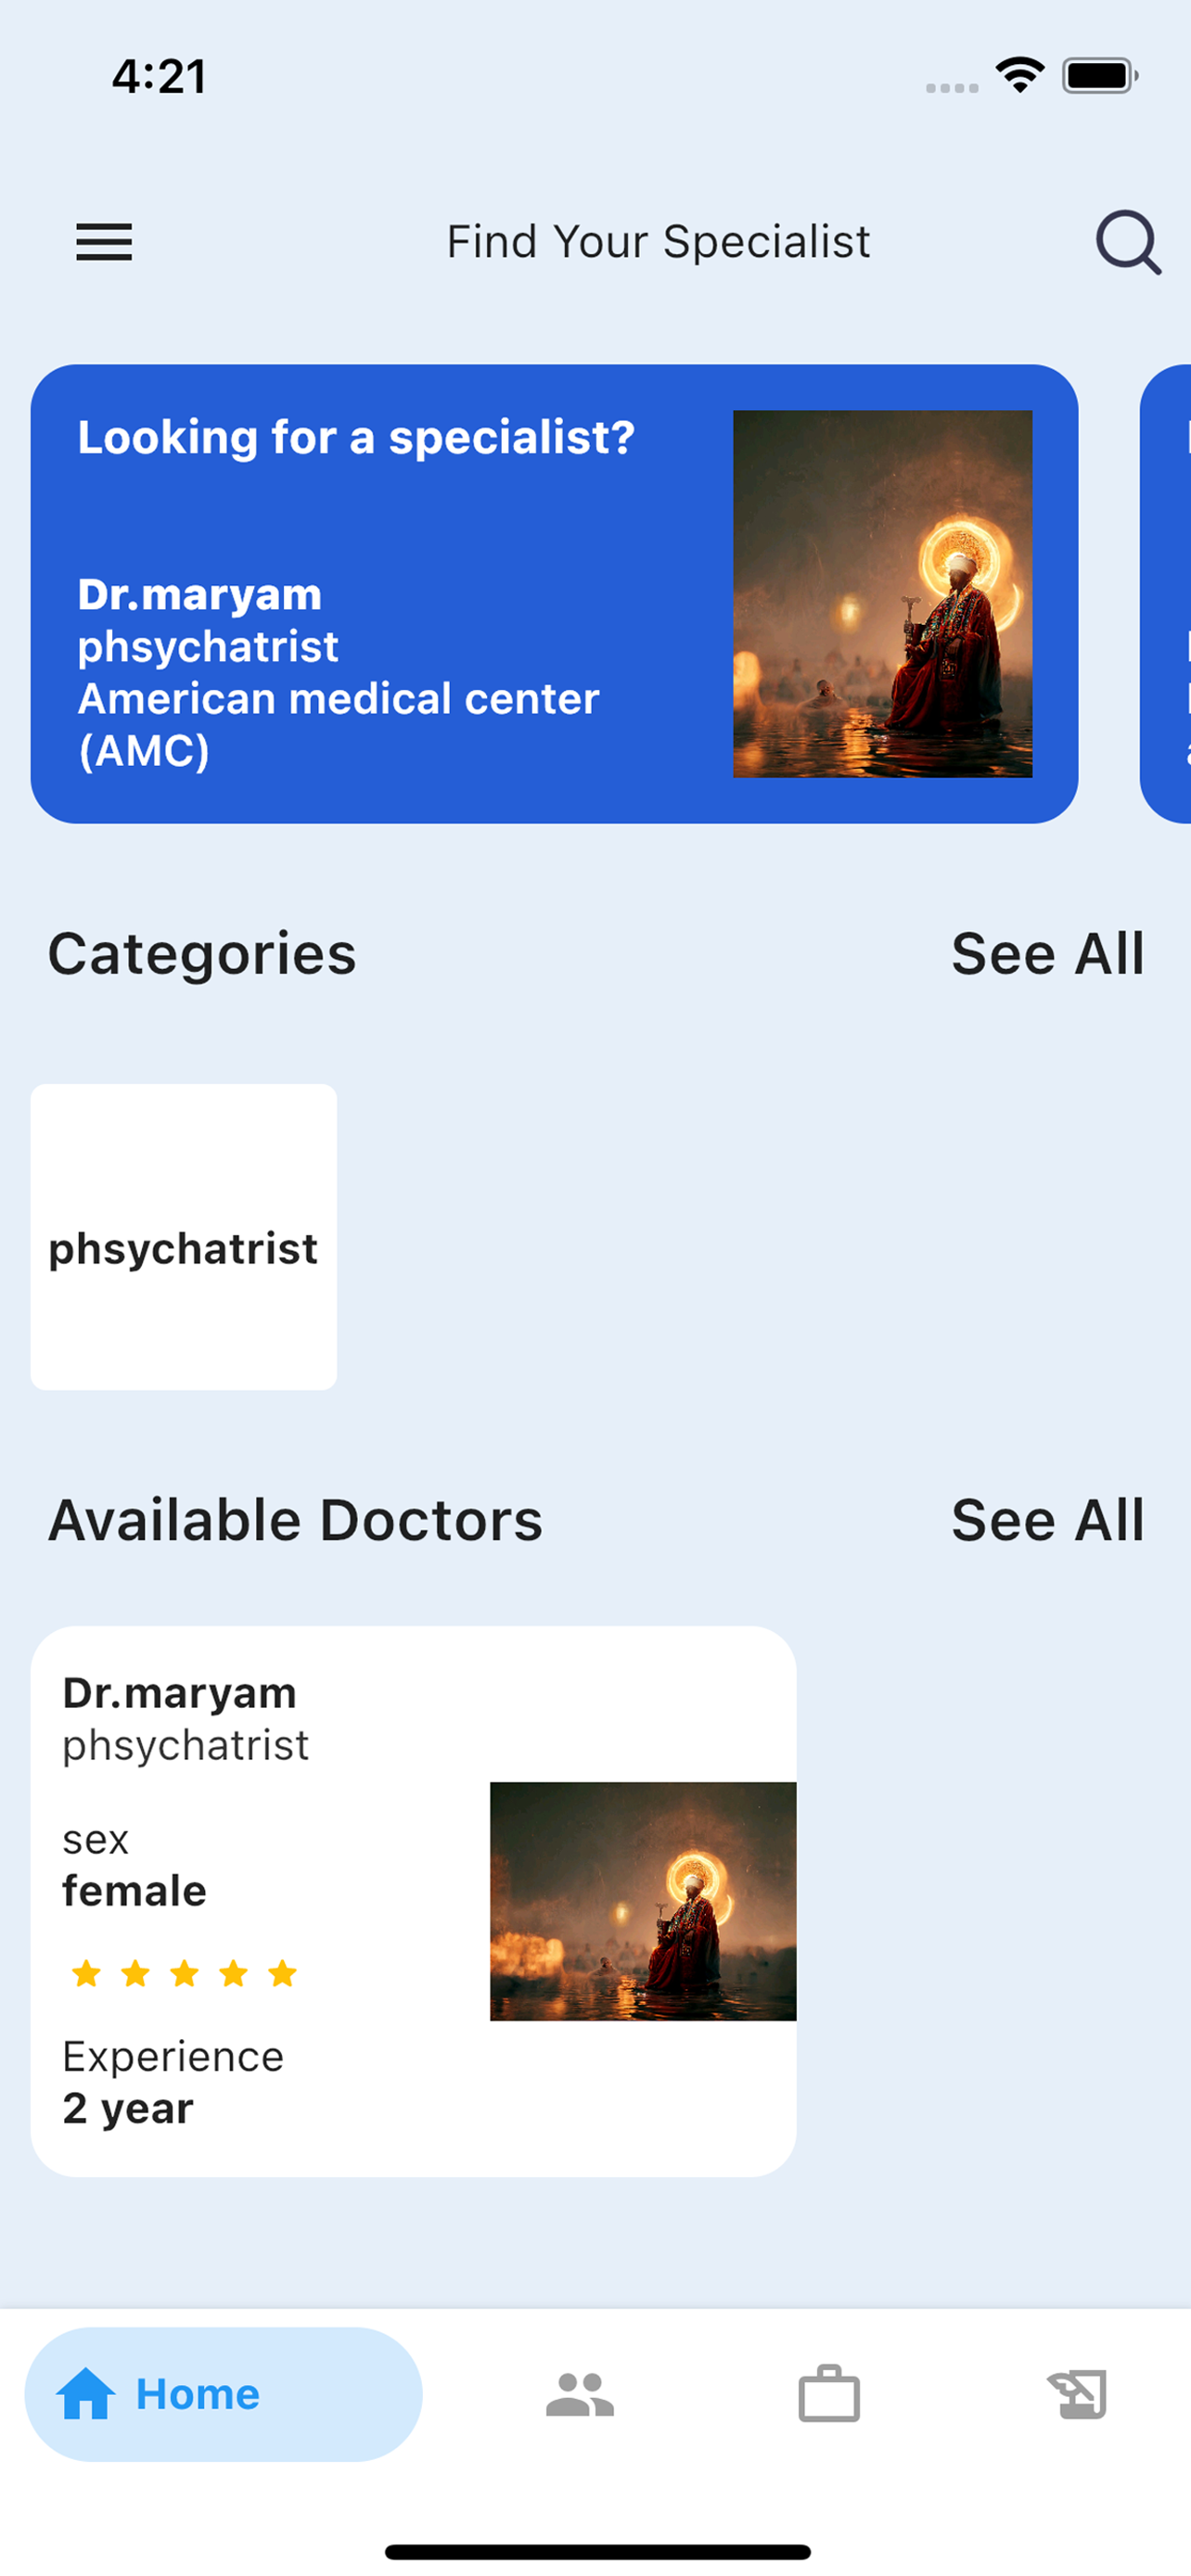 4:21
Find Your Specialist
Looking for a specialist?
Dr.maryam
phsychatrist
American medical center
(AMC)
Categories
See All
phsychatrist
Available Doctors
See All
Dr.maryam
phsychatrist
sex
female
Experience
2 year
Home